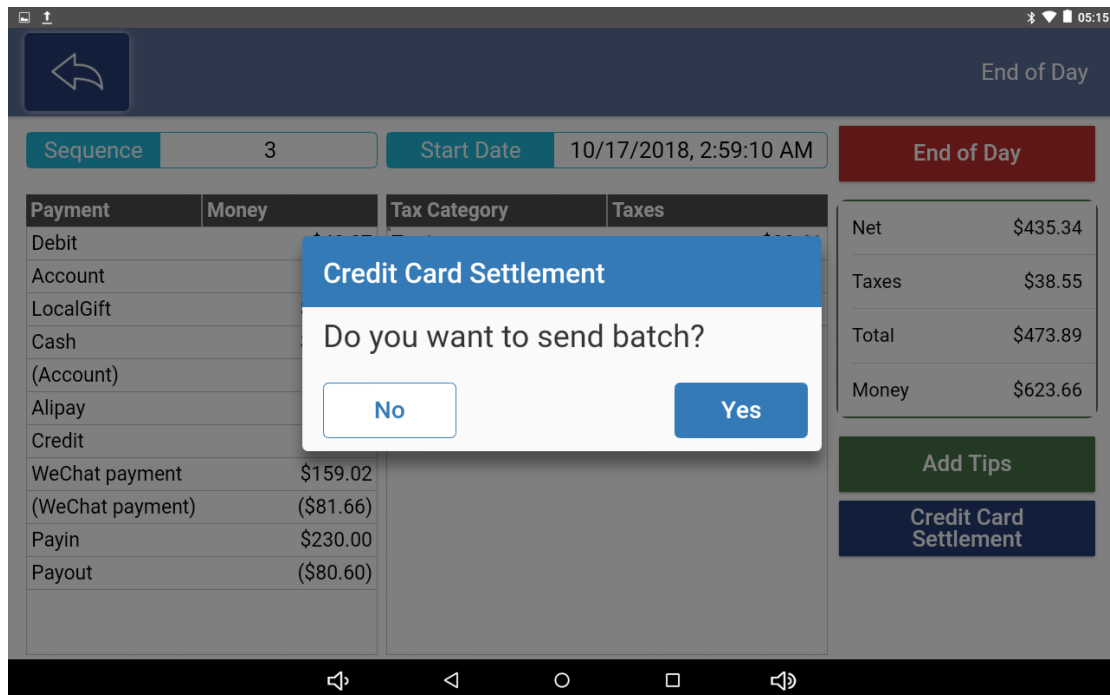 05:15
End of Day
Sequence 3 Start Date 10/17/2018, 2:59:10 AM End of Day
Payment Money Tax Category Taxes
Net $435.34
Debit
Account
Taxes $38.55
LocalGift
Cash
Total $473.89
(Account)
Alipay
Money $623.66
Credit
WeChat payment $159.02
(WeChat payment) ($81.66)
Payin $230.00
Payout ($80.60)
Credit Card Settlement
Do you want to send batch?
No Yes
Add Tips
Credit Card
Settlement